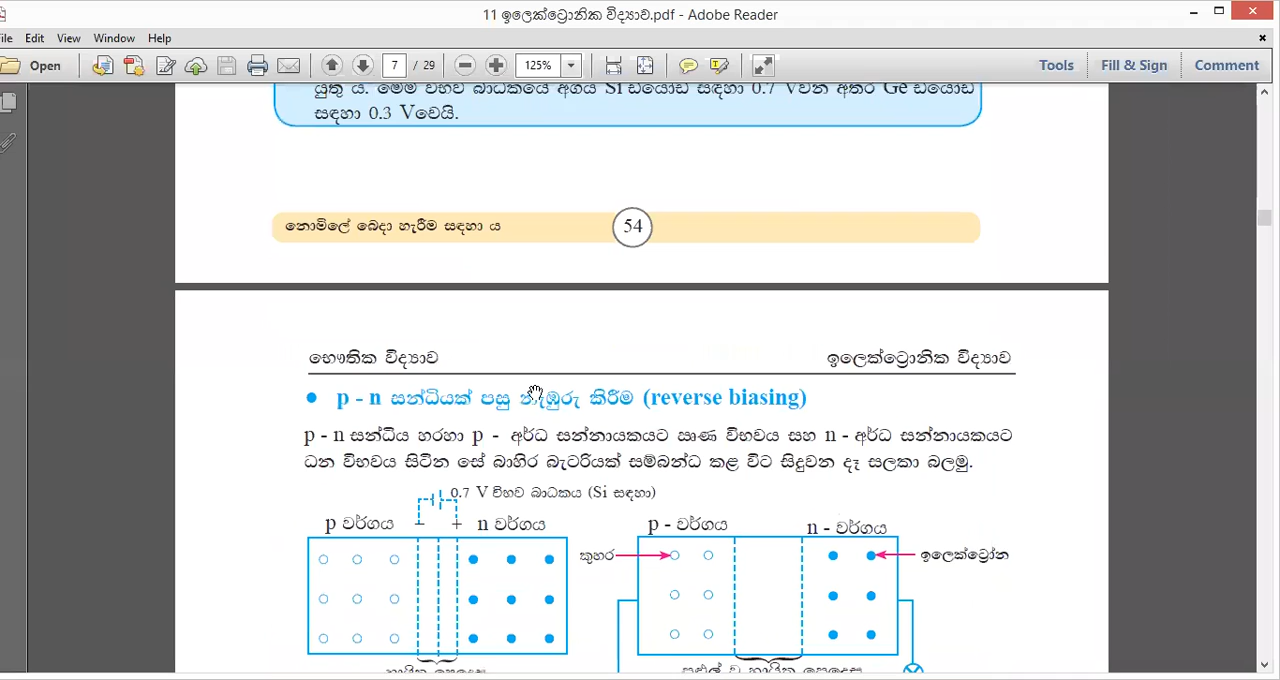 11 ඉලෙක්ට්‍රොනික විද්‍යාව.pdf - Adobe Reader
ile Edit View Window Help
Open 7 / 29 125% Tools Fill & Sign Comment
යුතු ය. මෙම විභව බාධකයේ අගය Si ඩයෝඩ සඳහා 0.7 Vවන අතර Ge ඩයෝඩ
සඳහා 0.3 Vවෙයි.
නොමිලේ බෙදා හැරීම සඳහා ය 54
භෞතික විද්‍යාව ඉලෙක්ට්‍රොනික විද්‍යාව
● p - n සන්ධියක් පසු නැඹුරු කිරීම (reverse biasing)
p - n සන්ධිය හරහා p - අර්ධ සන්නායකයට ඍණ විභවය සහ n - අර්ධ සන්නායකයට
ධන විභවය සිටින සේ බාහිර බැටරියක් සම්බන්ධ කළ විට සිදුවන දෑ සලකා බලමු.
0.7 V විභව බාධකය (Si සඳහා)
p වර්ගය − + n වර්ගය p - වර්ගය n - වර්ගය
කුහර ඉලෙක්ට්‍රෝන
හායිත පෙදෙස පළුල් වූ හායිත පෙදෙස